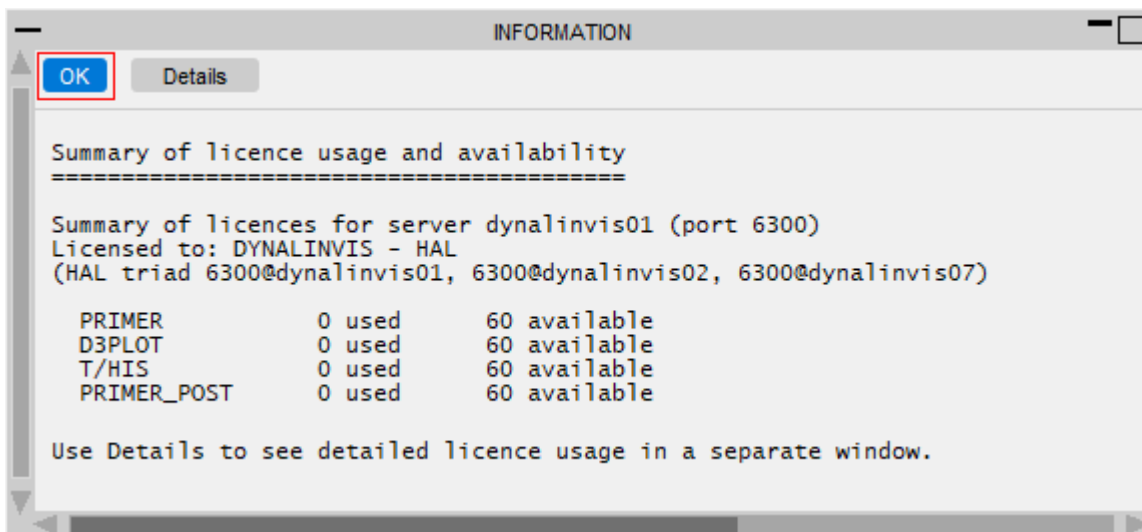 INFORMATION
OK Details
Summary of licence usage and availability
=========================================
Summary of licences for server dynalinvis01 (port 6300)
Licensed to: DYNALINVIS - HAL
(HAL triad 6300@dynalinvis01, 6300@dynalinvis02, 6300@dynalinvis07)
PRIMER 0 used 60 available
D3PLOT 0 used 60 available
T/HIS 0 used 60 available
PRIMER_POST 0 used 60 available
Use Details to see detailed licence usage in a separate window.